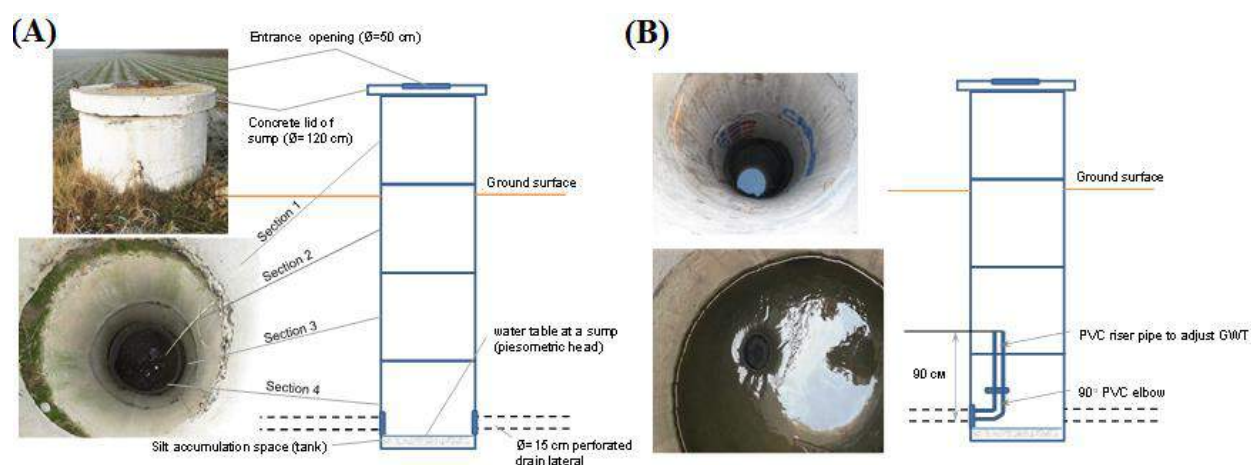 (A)
Entrance opening (Ø=50 cm)
Concrete lid of
sump (Ø= 120 cm)
Ground surface
Section 1
Section 2
Section 3
water table at a sump
(piesometric head)
Section 4
Silt accumulation space (tank)
Ø= 15 cm perforated
drain lateral
(B)
Ground surface
PVC riser pipe to adjust GWT
90 см
90° PVC elbow